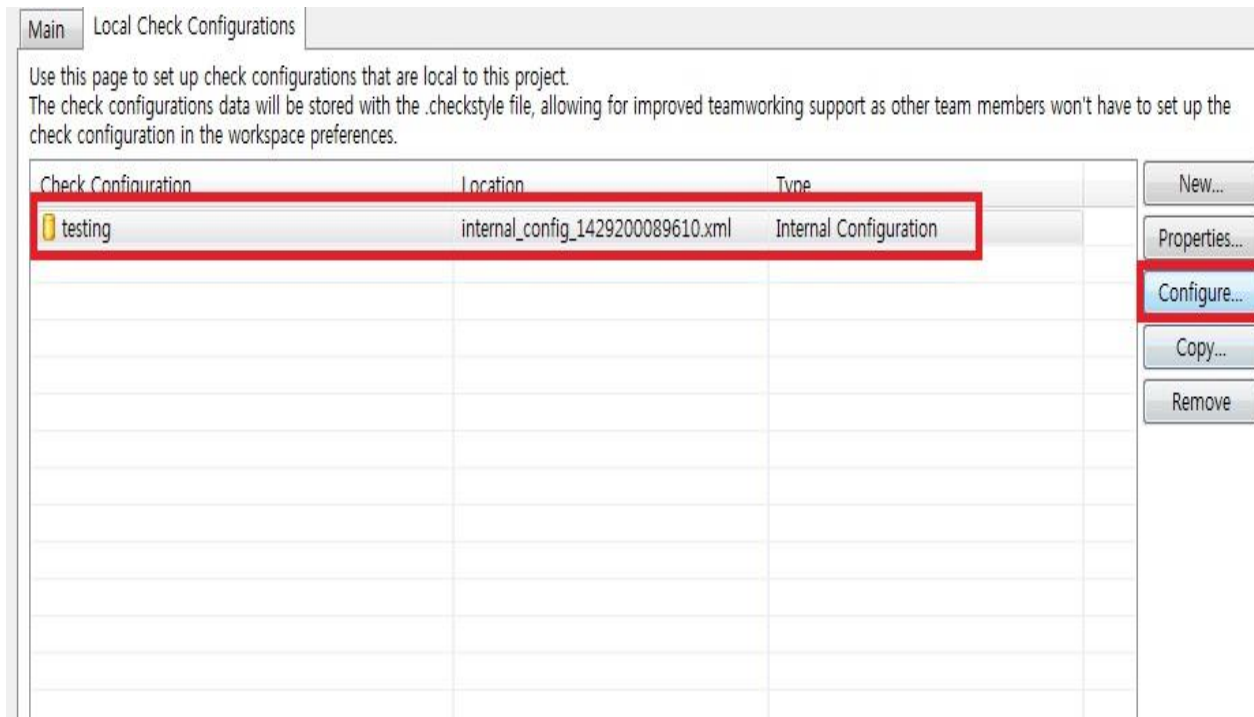 Main Local Check Configurations
Use this page to set up check configurations that are local to this project.
The check configurations data will be stored with the .checkstyle file, allowing for improved teamworking support as other team members won't have to set up the
check configuration in the workspace preferences.
Check Configuration Location Type New...
testing internal_config_1429200089610.xml Internal Configuration
Properties...
Configure...
Copy...
Remove